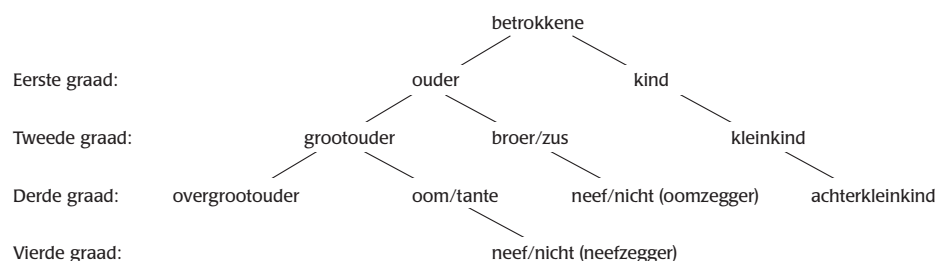 betrokkene
Eerste graad: ouder kind
Tweede graad: grootouder broer/zus kleinkind
Derde graad: overgrootouder oom/tante neef/nicht (oomzegger) achterkleinkind
Vierde graad: neef/nicht (neefzegger)